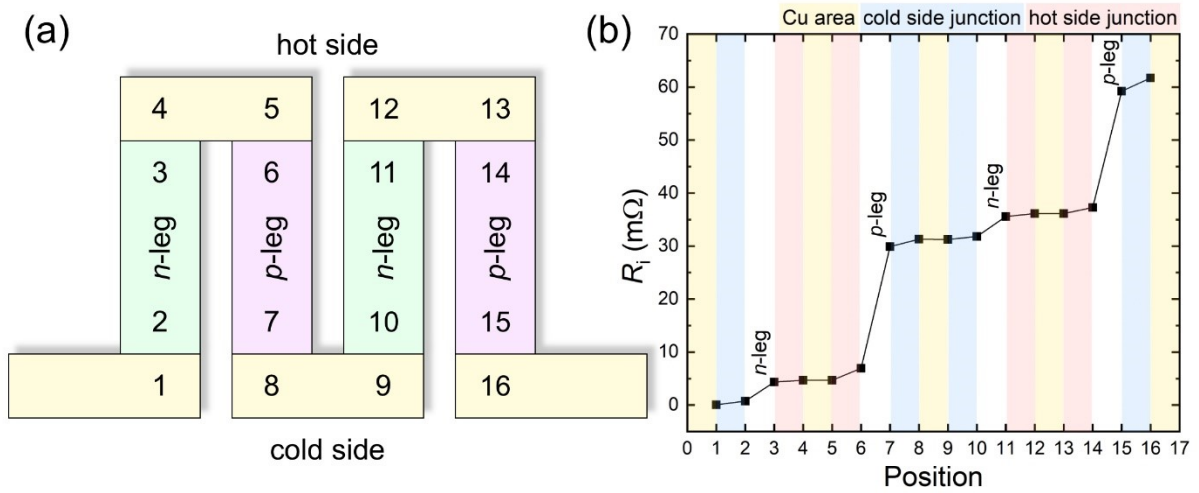 (a)
hot side
4 5 12 13
3 6 11 14
n-leg p-leg n-leg p-leg
2 7 10 15
1 8 9 16
cold side
(b)
Cu area cold side junction hot side junction
70
60
50
40
30
20
10
0
Ri (mΩ)
n-leg
p-leg
n-leg
p-leg
0 1 2 3 4 5 6 7 8 9 10 11 12 13 14 15 16 17
Position